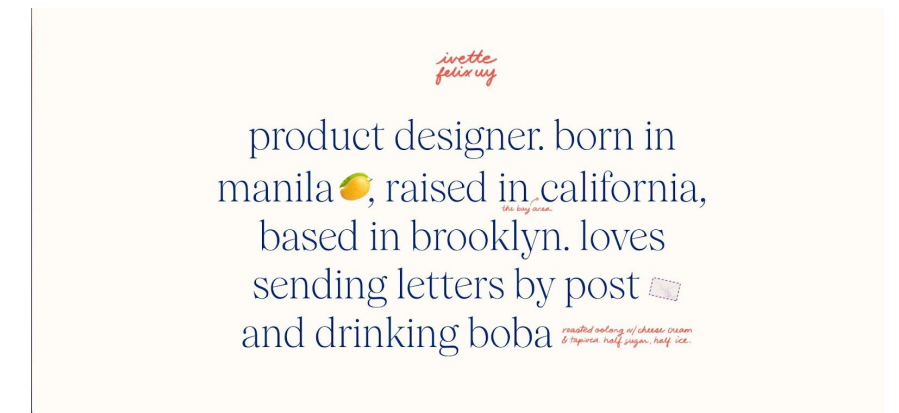 ivette
felix uy
product designer. born in
manila, raised in california,
the bay area
based in brooklyn. loves
sending letters by post
and drinking boba
roasted oolong w/ cheese cream
& tapioca. half sugar, half ice.